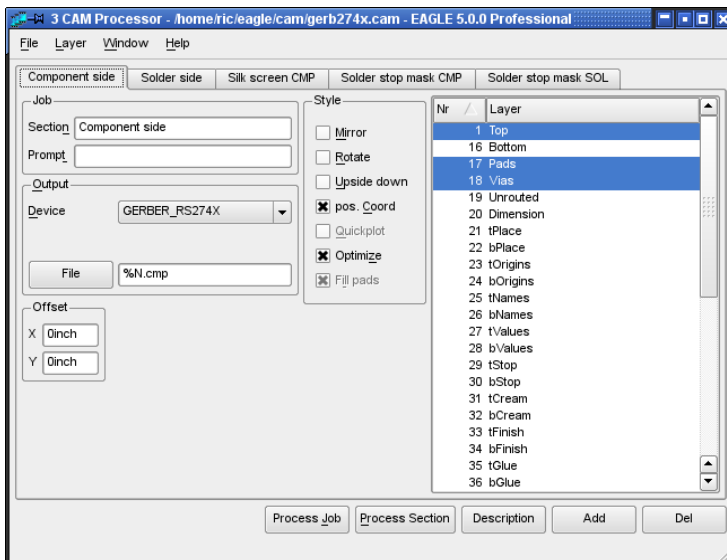 3 CAM Processor - /home/ric/eagle/cam/gerb274x.cam - EAGLE 5.0.0 Professional
File Layer Window Help
Component side Solder side Silk screen CMP Solder stop mask CMP Solder stop mask SOL
Job
Section Component side
Prompt
Output
Device GERBER_RS274X
File %N.cmp
Offset
X 0inch
Y 0inch
Style
Mirror
Rotate
Upside down
pos. Coord
Quickplot
Optimize
Fill pads
Nr Layer
1 Top
16 Bottom
17 Pads
18 Vias
19 Unrouted
20 Dimension
21 tPlace
22 bPlace
23 tOrigins
24 bOrigins
25 tNames
26 bNames
27 tValues
28 bValues
29 tStop
30 bStop
31 tCream
32 bCream
33 tFinish
34 bFinish
35 tGlue
36 bGlue
Process Job Process Section Description Add Del